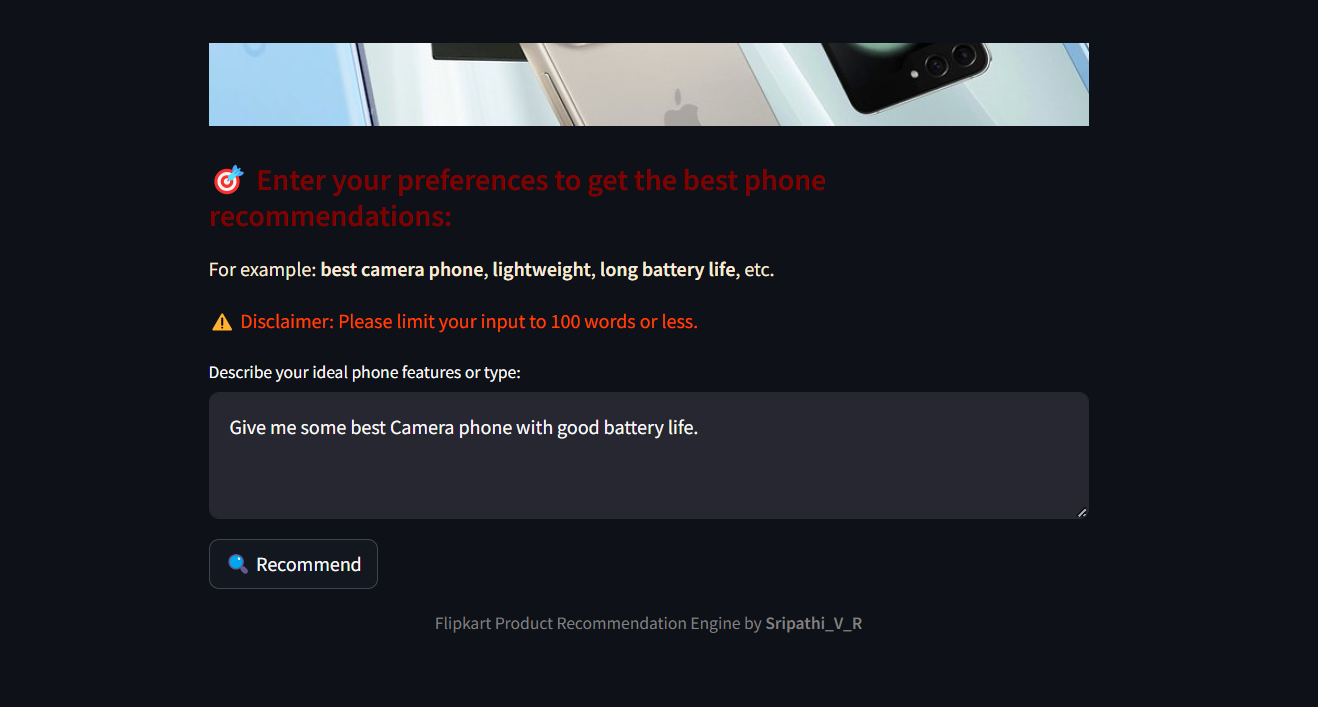 🎯 Enter your preferences to get the best phone
recommendations:
For example: best camera phone, lightweight, long battery life, etc.
⚠️ Disclaimer: Please limit your input to 100 words or less.
Describe your ideal phone features or type:
Give me some best Camera phone with good battery life.
🔍 Recommend
Flipkart Product Recommendation Engine by Sripathi_V_R